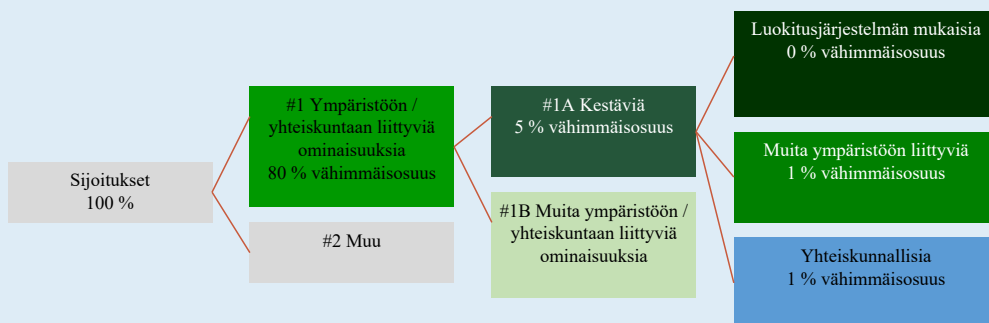 Sijoitukset
100 %
#1 Ympäristöön /
yhteiskuntaan liittyviä
ominaisuuksia
80 % vähimmäisosuus
#2 Muu
#1A Kestäviä
5 % vähimmäisosuus
#1B Muita ympäristöön /
yhteiskuntaan liittyviä
ominaisuuksia
Luokitusjärjestelmän mukaisia
0 % vähimmäisosuus
Muita ympäristöön liittyviä
1 % vähimmäisosuus
Yhteiskunnallisia
1 % vähimmäisosuus